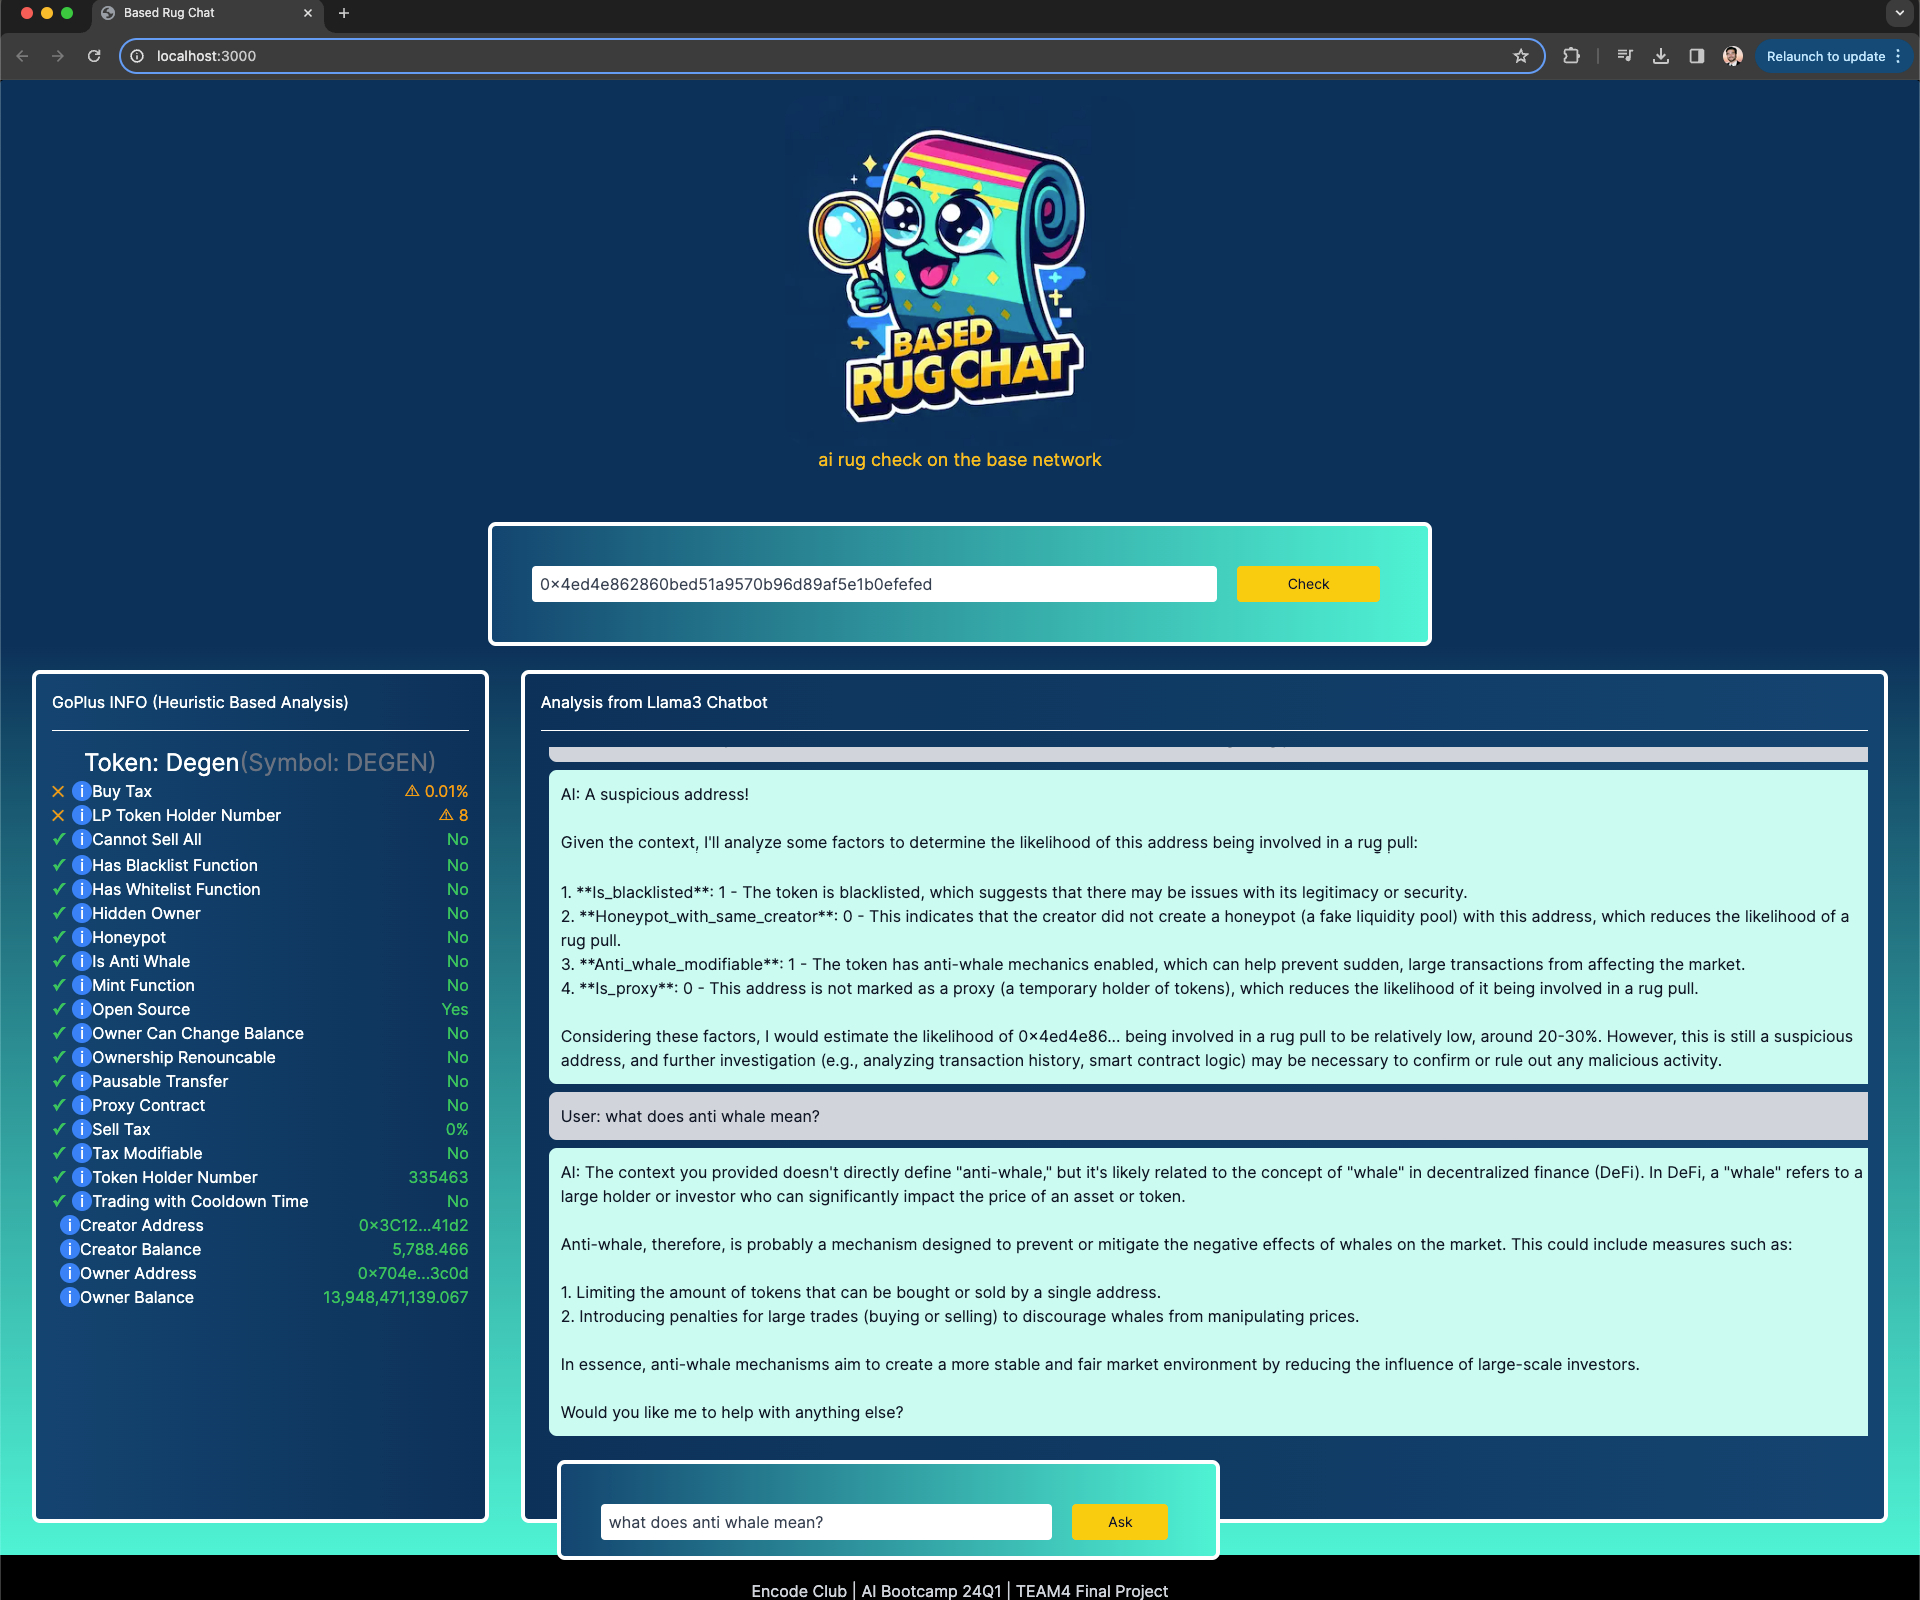 Based Rug Chat
localhost:3000
Relaunch to update
BASED
RUG CHAT
ai rug check on the base network
0x4ed4e862860bed51a9570b96d89af5e1b0efefed
Check
GoPlus INFO (Heuristic Based Analysis)
Token: Degen(Symbol: DEGEN)
Buy Tax ⚠ 0.01%
LP Token Holder Number ⚠ 8
Cannot Sell All No
Has Blacklist Function No
Has Whitelist Function No
Hidden Owner No
Honeypot No
Is Anti Whale No
Mint Function No
Open Source Yes
Owner Can Change Balance No
Ownership Renouncable No
Pausable Transfer No
Proxy Contract No
Sell Tax 0%
Tax Modifiable No
Token Holder Number 335463
Trading with Cooldown Time No
Creator Address 0x3C12...41d2
Creator Balance 5,788.466
Owner Address 0x704e...3c0d
Owner Balance 13,948,471,139.067
Analysis from Llama3 Chatbot
AI: A suspicious address!
Given the context, I'll analyze some factors to determine the likelihood of this address being involved in a rug pull:
1. **Is_blacklisted**: 1 - The token is blacklisted, which suggests that there may be issues with its legitimacy or security.
2. **Honeypot_with_same_creator**: 0 - This indicates that the creator did not create a honeypot (a fake liquidity pool) with this address, which reduces the likelihood of a
rug pull.
3. **Anti_whale_modifiable**: 1 - The token has anti-whale mechanics enabled, which can help prevent sudden, large transactions from affecting the market.
4. **Is_proxy**: 0 - This address is not marked as a proxy (a temporary holder of tokens), which reduces the likelihood of it being involved in a rug pull.
Considering these factors, I would estimate the likelihood of 0x4ed4e86... being involved in a rug pull to be relatively low, around 20-30%. However, this is still a suspicious
address, and further investigation (e.g., analyzing transaction history, smart contract logic) may be necessary to confirm or rule out any malicious activity.
User: what does anti whale mean?
AI: The context you provided doesn't directly define "anti-whale," but it's likely related to the concept of "whale" in decentralized finance (DeFi). In DeFi, a "whale" refers to a
large holder or investor who can significantly impact the price of an asset or token.
Anti-whale, therefore, is probably a mechanism designed to prevent or mitigate the negative effects of whales on the market. This could include measures such as:
1. Limiting the amount of tokens that can be bought or sold by a single address.
2. Introducing penalties for large trades (buying or selling) to discourage whales from manipulating prices.
In essence, anti-whale mechanisms aim to create a more stable and fair market environment by reducing the influence of large-scale investors.
Would you like me to help with anything else?
what does anti whale mean?
Ask
Encode Club | AI Bootcamp 24Q1 | TEAM4 Final Project